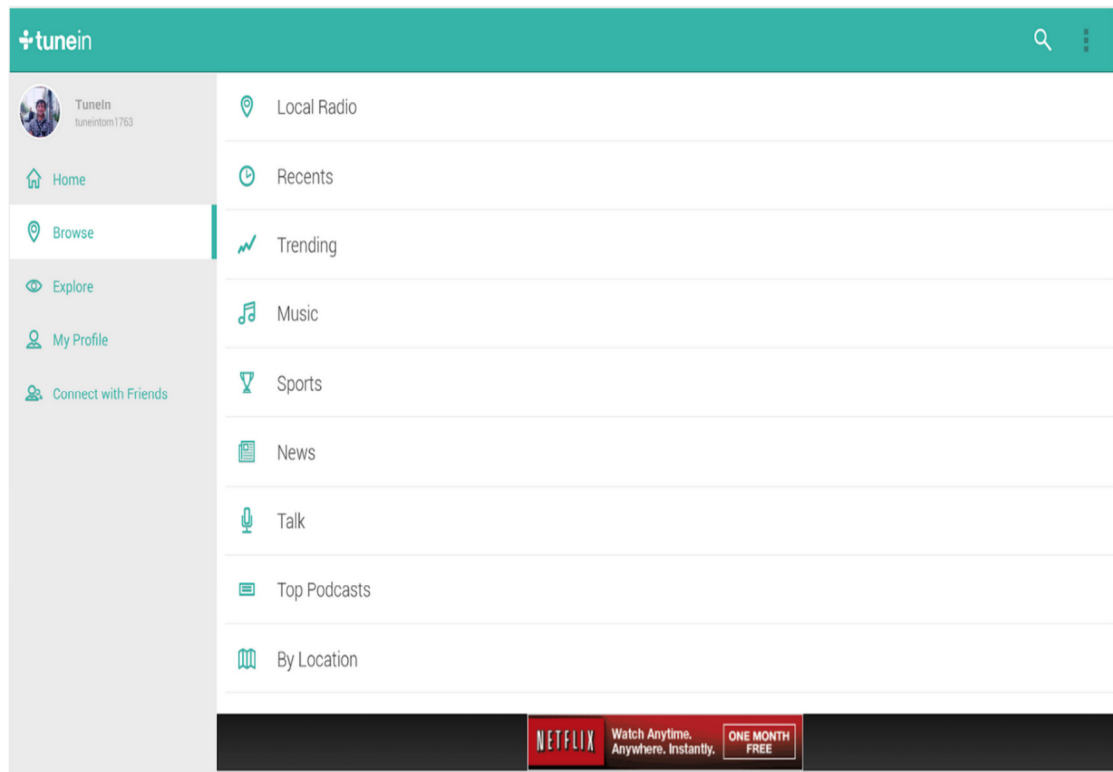 tunein
TuneIn
tuneintom1763
Home
Browse
Explore
My Profile
Connect with Friends
Local Radio
Recents
Trending
Music
Sports
News
Talk
Top Podcasts
By Location
NETFLIX
Watch Anytime.
Anywhere. Instantly.
ONE MONTH
FREE